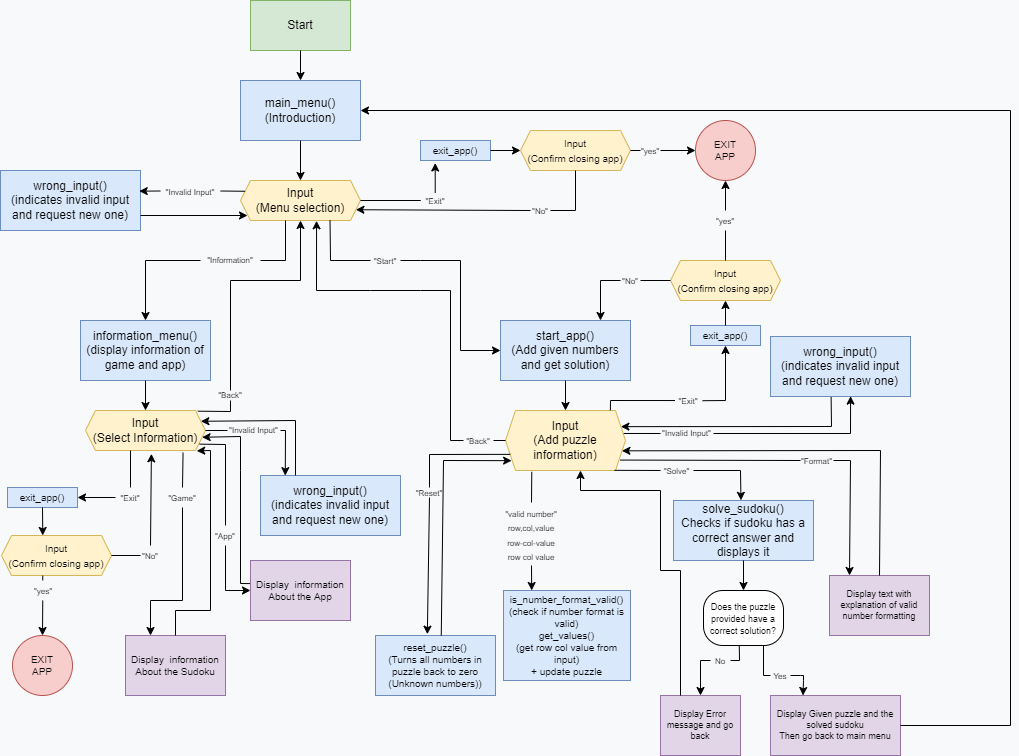 Start
main_menu()
(Introduction)
Input
(Confirm closing app)
exit_app()
"yes"
EXIT
APP
wrong_input()
(indicates invalid input
and request new one)
"Invalid Input"
Input
(Menu selection)
"Exit"
"No"
"yes"
"Information"
"Start"
Input
(Confirm closing app)
"No"
information_menu()
(display information of
game and app)
start_app()
(Add given numbers
and get solution)
exit_app()
wrong_input()
(indicates invalid input
and request new one)
"Back"
"Exit"
Input
(Select Information)
"Invalid Input"
"Back"
Input
(Add puzzle
information)
"Invalid Input"
"Format"
"Solve"
exit_app()
"Exit"
"Game"
"App"
wrong_input()
(indicates invalid input
and request new one)
"Reset"
"valid number"
row,col,value
row-col-value
row col value
solve_sudoku()
Checks if sudoku has a
correct answer and
displays it
Input
(Confirm closing app)
"No"
"yes"
Display information
About the App
is_number_format_valid()
(check if number format is
valid)
get_values()
(get row col value from
input)
+ update puzzle
Does the puzzle
provided have a
correct solution?
Display text with
explanation of valid
number formatting
EXIT
APP
Display information
About the Sudoku
reset_puzzle()
(Turns all numbers in
puzzle back to zero
(Unknown numbers))
No
Yes
Display Error
message and go
back
Display Given puzzle and the
solved sudoku
Then go back to main menu